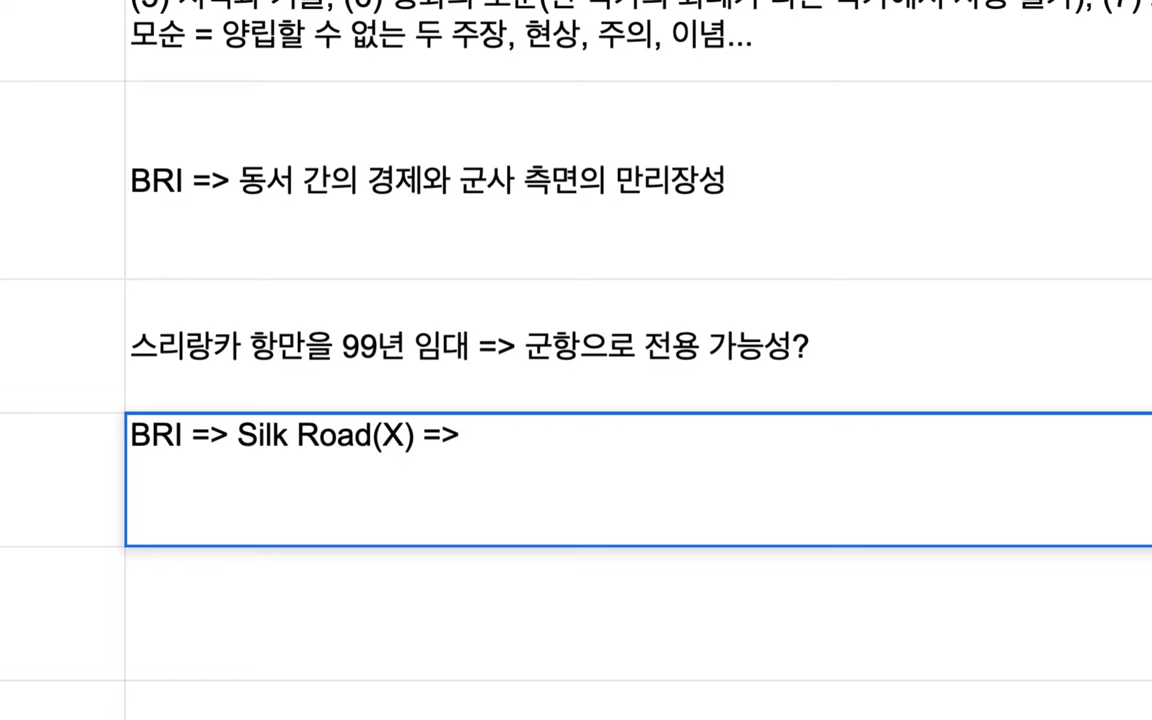 모순 = 양립할 수 없는 두 주장, 현상, 주의, 이념...
BRI => 동서 간의 경제와 군사 측면의 만리장성
스리랑카 항만을 99년 임대 => 군항으로 전용 가능성?
BRI => Silk Road(X) =>